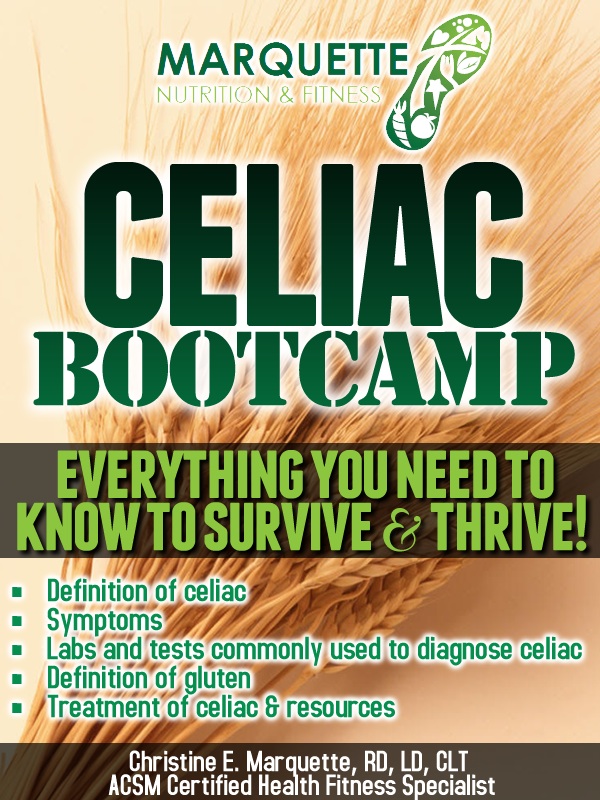 MARQUETTE
NUTRITION & FITNESS
CELIAC
BOOTCAMP
EVERYTHING YOU NEED TO
KNOW TO SURVIVE & THRIVE!
▪ Definition of celiac
▪ Symptoms
▪ Labs and tests commonly used to diagnose celiac
▪ Definition of gluten
▪ Treatment of celiac & resources
Christine E. Marquette, RD, LD, CLT
ACSM Certified Health Fitness Specialist